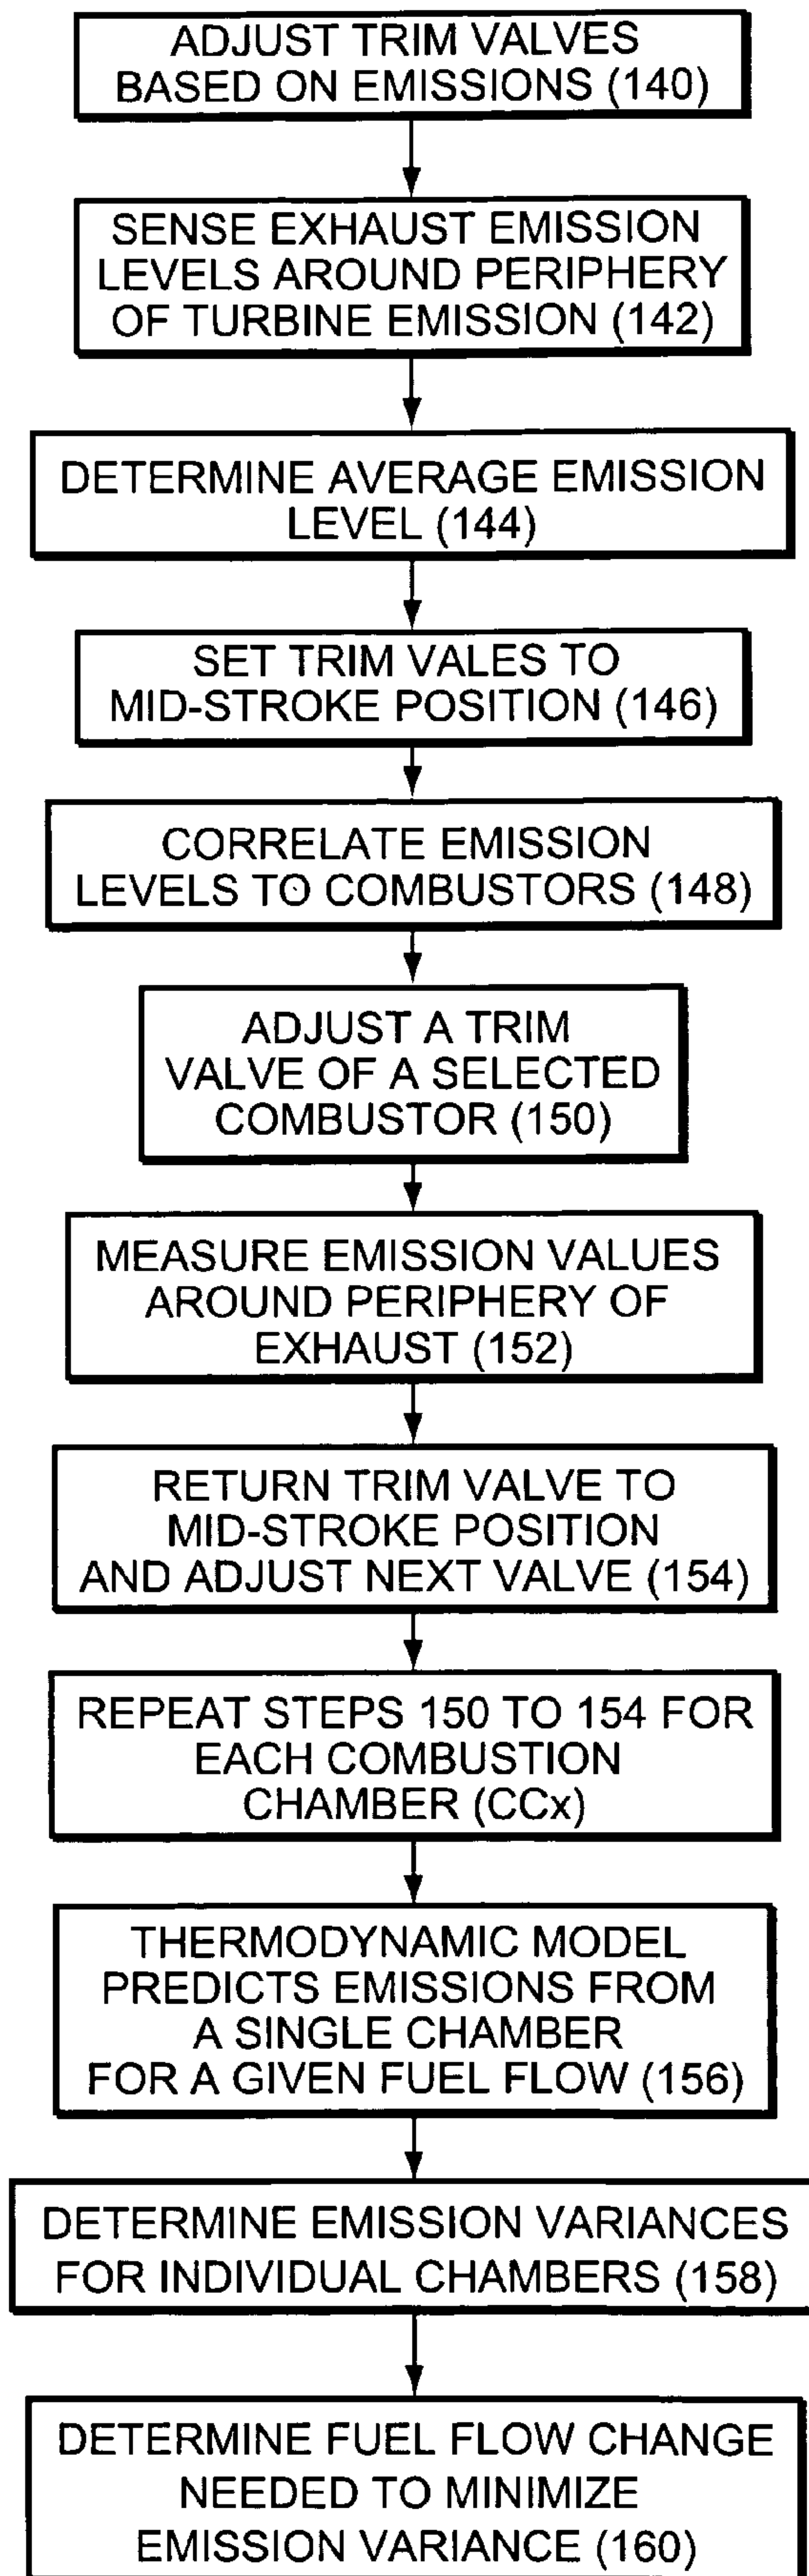 ADJUST TRIM VALVES
BASED ON EMISSIONS (140)
SENSE EXHAUST EMISSION
LEVELS AROUND PERIPHERY
OF TURBINE EMISSION (142)
DETERMINE AVERAGE EMISSION
LEVEL (144)
SET TRIM VALES TO
MID-STROKE POSITION (146)
CORRELATE EMISSION
LEVELS TO COMBUSTORS (148)
ADJUST A TRIM
VALVE OF A SELECTED
COMBUSTOR (150)
MEASURE EMISSION VALUES
AROUND PERIPHERY OF
EXHAUST (152)
RETURN TRIM VALVE TO
MID-STROKE POSITION
AND ADJUST NEXT VALVE (154)
REPEAT STEPS 150 TO 154 FOR
EACH COMBUSTION
CHAMBER (CCx)
THERMODYNAMIC MODEL
PREDICTS EMISSIONS FROM
A SINGLE CHAMBER
FOR A GIVEN FUEL FLOW (156)
DETERMINE EMISSION VARIANCES
FOR INDIVIDUAL CHAMBERS (158)
DETERMINE FUEL FLOW CHANGE
NEEDED TO MINIMIZE
EMISSION VARIANCE (160)